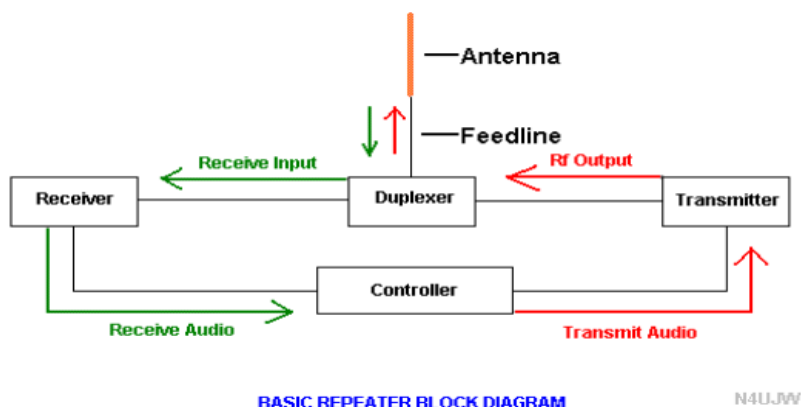 Antenna
Feedline
Receive Input
Rf Output
Receiver
Duplexer
Transmitter
Controller
Receive Audio
Transmit Audio
BASIC REPEATER BLOCK DIAGRAM
N4UJW